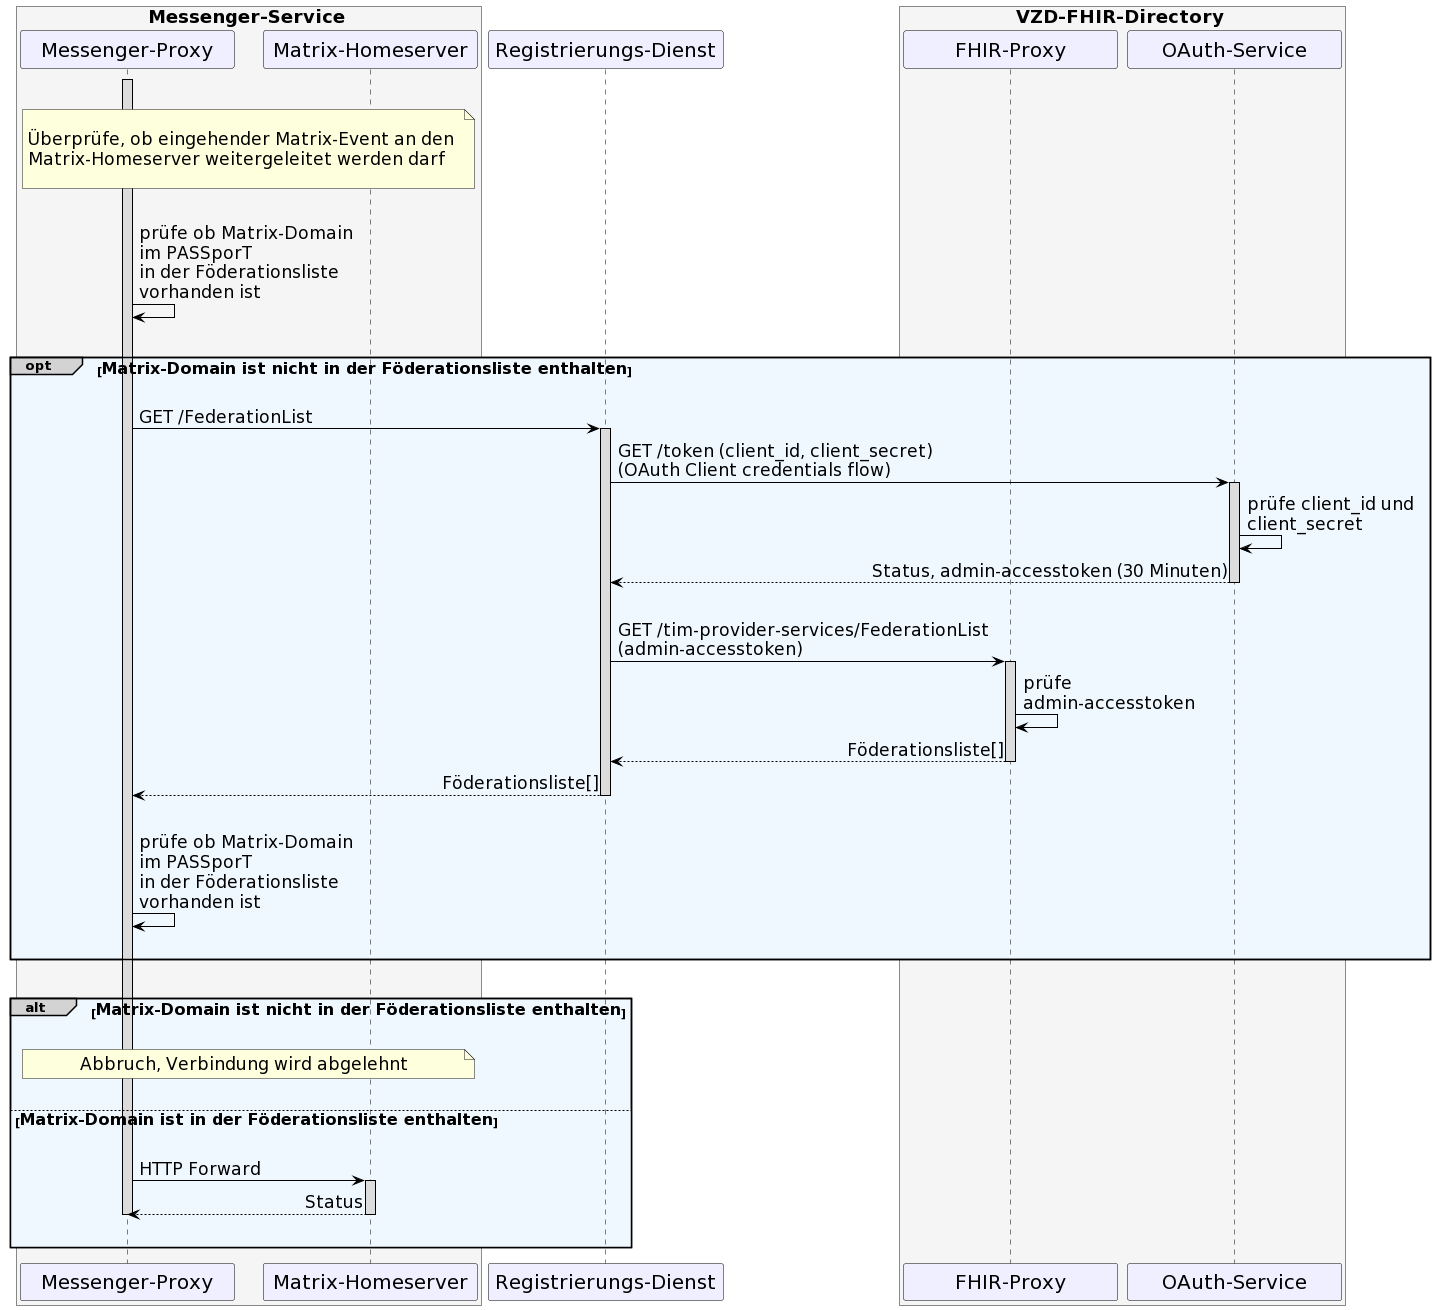 Messenger-Service
VZD-FHIR-Directory
Messenger-Proxy
Matrix-Homeserver
Registrierungs-Dienst
FHIR-Proxy
OAuth-Service
Überprüfe, ob eingehender Matrix-Event an den
Matrix-Homeserver weitergeleitet werden darf
prüfe ob Matrix-Domain
im PASSporT
in der Föderationsliste
vorhanden ist
opt
[Matrix-Domain ist nicht in der Föderationsliste enthalten]
GET /FederationList
GET /token (client_id, client_secret)
(OAuth Client credentials flow)
prüfe client_id und
client_secret
Status, admin-accesstoken (30 Minuten)
GET /tim-provider-services/FederationList
(admin-accesstoken)
prüfe
admin-accesstoken
Föderationsliste[]
Föderationsliste[]
prüfe ob Matrix-Domain
im PASSporT
in der Föderationsliste
vorhanden ist
alt
[Matrix-Domain ist nicht in der Föderationsliste enthalten]
Abbruch, Verbindung wird abgelehnt
[Matrix-Domain ist in der Föderationsliste enthalten]
HTTP Forward
Status
Messenger-Proxy
Matrix-Homeserver
Registrierungs-Dienst
FHIR-Proxy
OAuth-Service